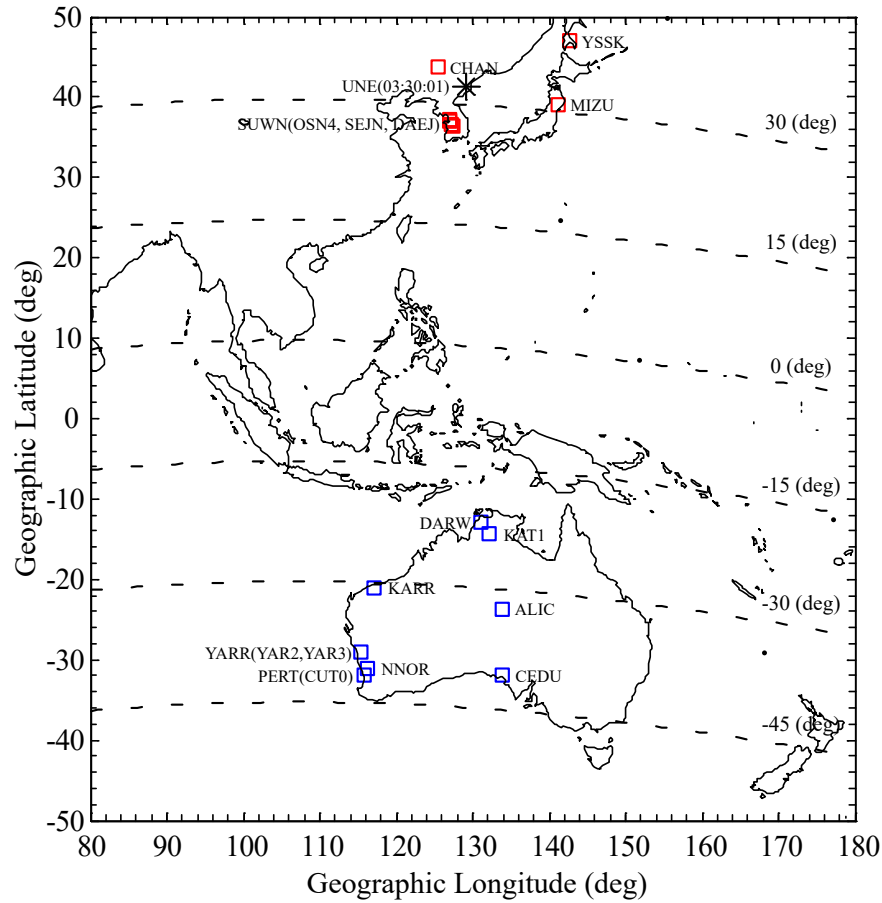 50
YSSK
CHAN
UNE(03:30:01)
40
MIZU
SUWN(OSN4, SEJN, DAEJ)
30 (deg)
30
15 (deg)
20
10
0 (deg)
0
-15 (deg)
-10
DARW
KAT1
-20
KARR
-30 (deg)
ALIC
YARR(YAR2,YAR3)
-30
NNOR
PERT(CUT0)
CEDU
-45 (deg)
-40
-50
Geographic Latitude (deg)
80 90 100 110 120 130 140 150 160 170 180
Geographic Longitude (deg)